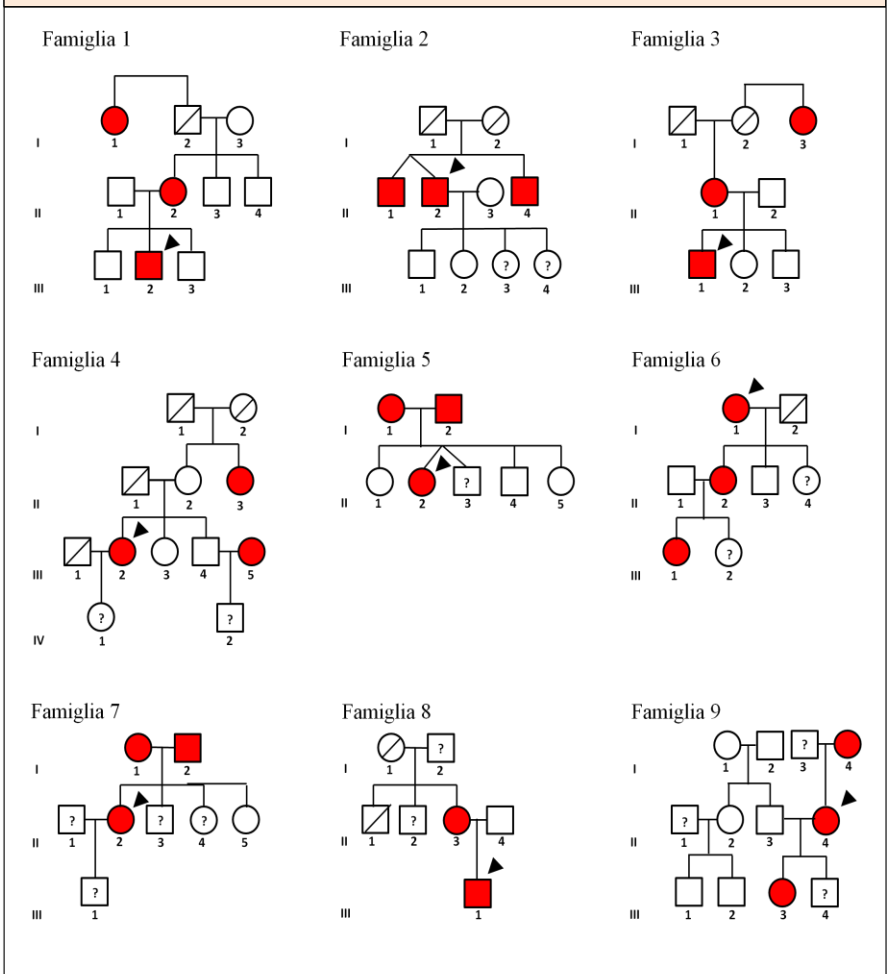 Famiglia 1
I 1 2 3
II 1 2 3 4
III 1 2 3
Famiglia 2
I 1 2
II 1 2 3 4
? ?
III 1 2 3 4
Famiglia 3
I 1 2 3
II 1 2
III 1 2 3
Famiglia 4
I 1 2
II 1 2 3
III 1 2 3 4 5
? ?
IV 1 2
Famiglia 5
I 1 2
?
II 1 2 3 4 5
Famiglia 6
I 1 2
?
II 1 2 3 4
?
III 1 2
Famiglia 7
I 1 2
? ? ?
II 1 2 3 4 5
?
III 1
Famiglia 8
?
I 1 2
?
II 1 2 3 4
III 1
Famiglia 9
?
I 1 2 3 4
?
II 1 2 3 4
?
III 1 2 3 4